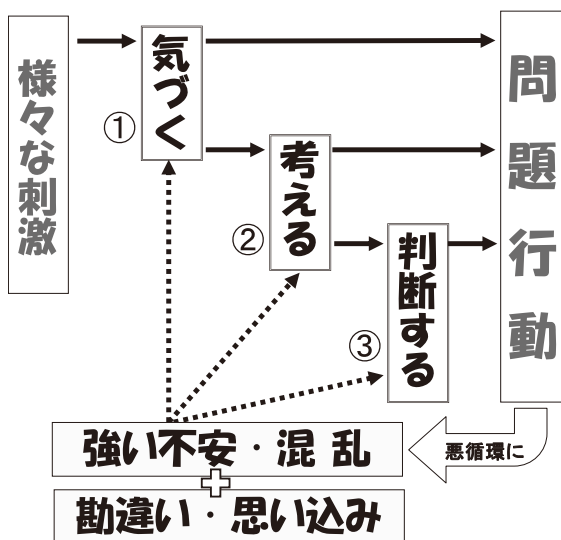 様々な刺激
気づく
①
考える
②
判断する
③
問題行動
強い不安・混乱
悪循環に
勘違い・思い込み